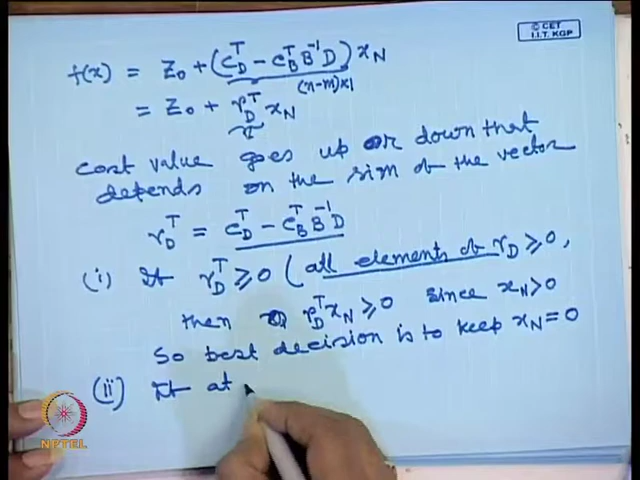 © CET
I.I.T. KGP
f(x) = Z₀ + (C_D^T - C_B^T B^-1 D) x_N
(n-m)×1
= Z₀ + r_D^T x_N
cost value goes up or down that
depends on the sign of the vector
r_D^T = C_D^T - C_B^T B^-1 D
(i) If r_D^T ≥ 0 (all elements of r_D ≥ 0,
then r_D^T x_N ≥ 0 since x_N > 0
So best decision is to keep x_N = 0
(ii) If at
NPTEL